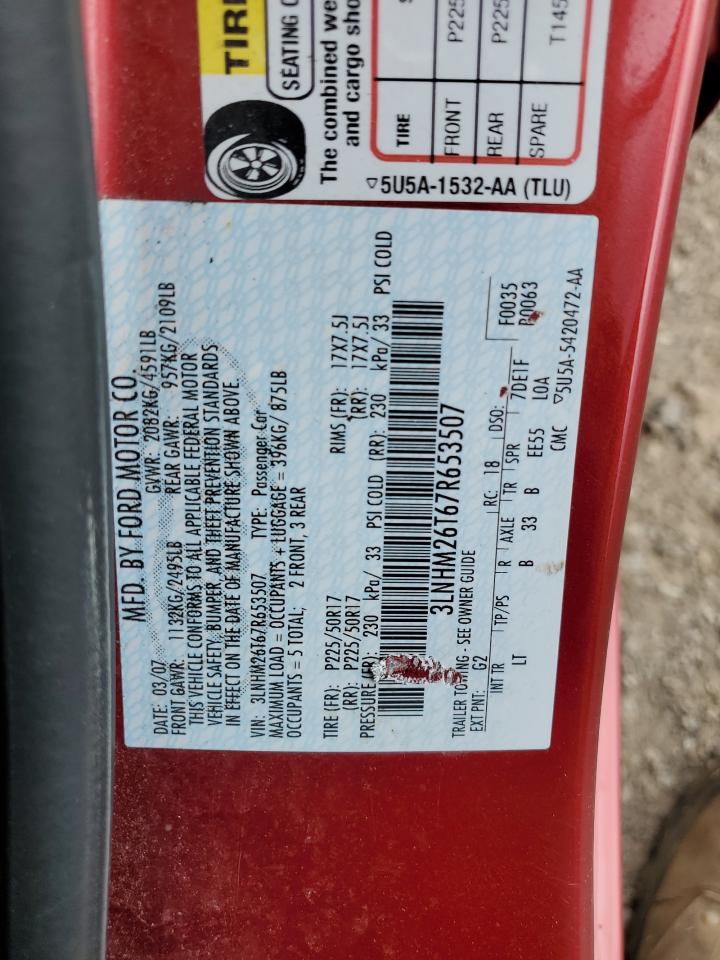 TIRE
SEATING C
The combined we
and cargo sho
TIRE
FRONT P225
REAR P225
SPARE T145
5U5A-1532-AA (TLU)
MFD. BY FORD MOTOR CO.
DATE: 03/07 GVWR: 2082KG/4591LB
FRONT GAWR: 1132KG/2495LB REAR GAWR: 957KG/2109LB
THIS VEHICLE CONFORMS TO ALL APPLICABLE FEDERAL MOTOR
VEHICLE SAFETY, BUMPER, AND THEFT PREVENTION STANDARDS
IN EFFECT ON THE DATE OF MANUFACTURE SHOWN ABOVE.
VIN: 3LNHM26T67R653507 TYPE: Passenger Car
MAXIMUM LOAD = OCCUPANTS + LUGGAGE = 396KG/ 875LB
OCCUPANTS = 5 TOTAL; 2 FRONT, 3 REAR
TIRE (FR): P225/50R17 RIMS (FR): 17X7.5J
(RR): P225/50R17 (RR): 17X7.5J
PRESSURE (FR): 230 kPa/ 33 PSI COLD (RR): 230 kPa/ 33 PSI COLD
3LNHM26T67R653507
TRAILER TOWING - SEE OWNER GUIDE
EXT PNT: G2 RC: 18 DSO: F0035
R0063
INT TR TP/PS R AXLE TR SPR 7DE1F
LT B 33 B EE55 LOA
CMC 5U5A-5420472-AA